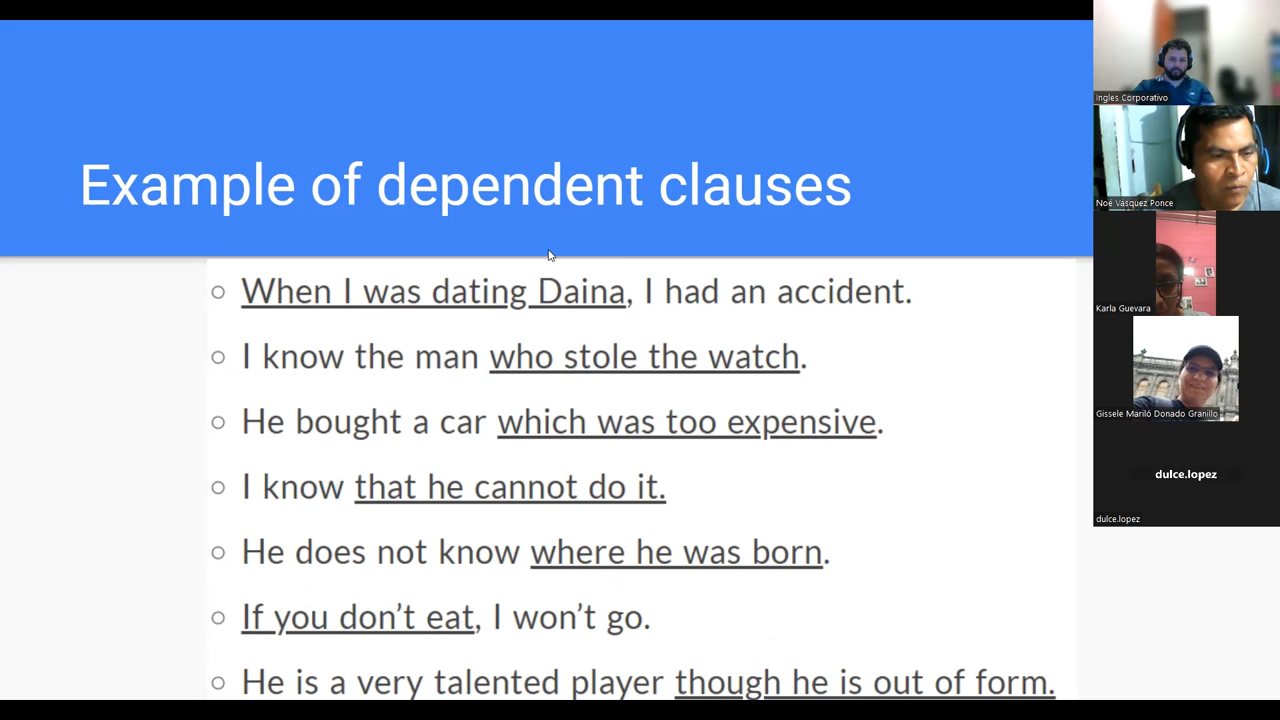 Example of dependent clauses
When I was dating Daina, I had an accident.
I know the man who stole the watch.
He bought a car which was too expensive.
I know that he cannot do it.
He does not know where he was born.
If you don't eat, I won't go.
He is a very talented player though he is out of form.
Ingles Corporativo
Noé Vasquez Ponce
Karla Guevara
Gissele Mariló Donado Granillo
dulce.lopez
dulce.lopez